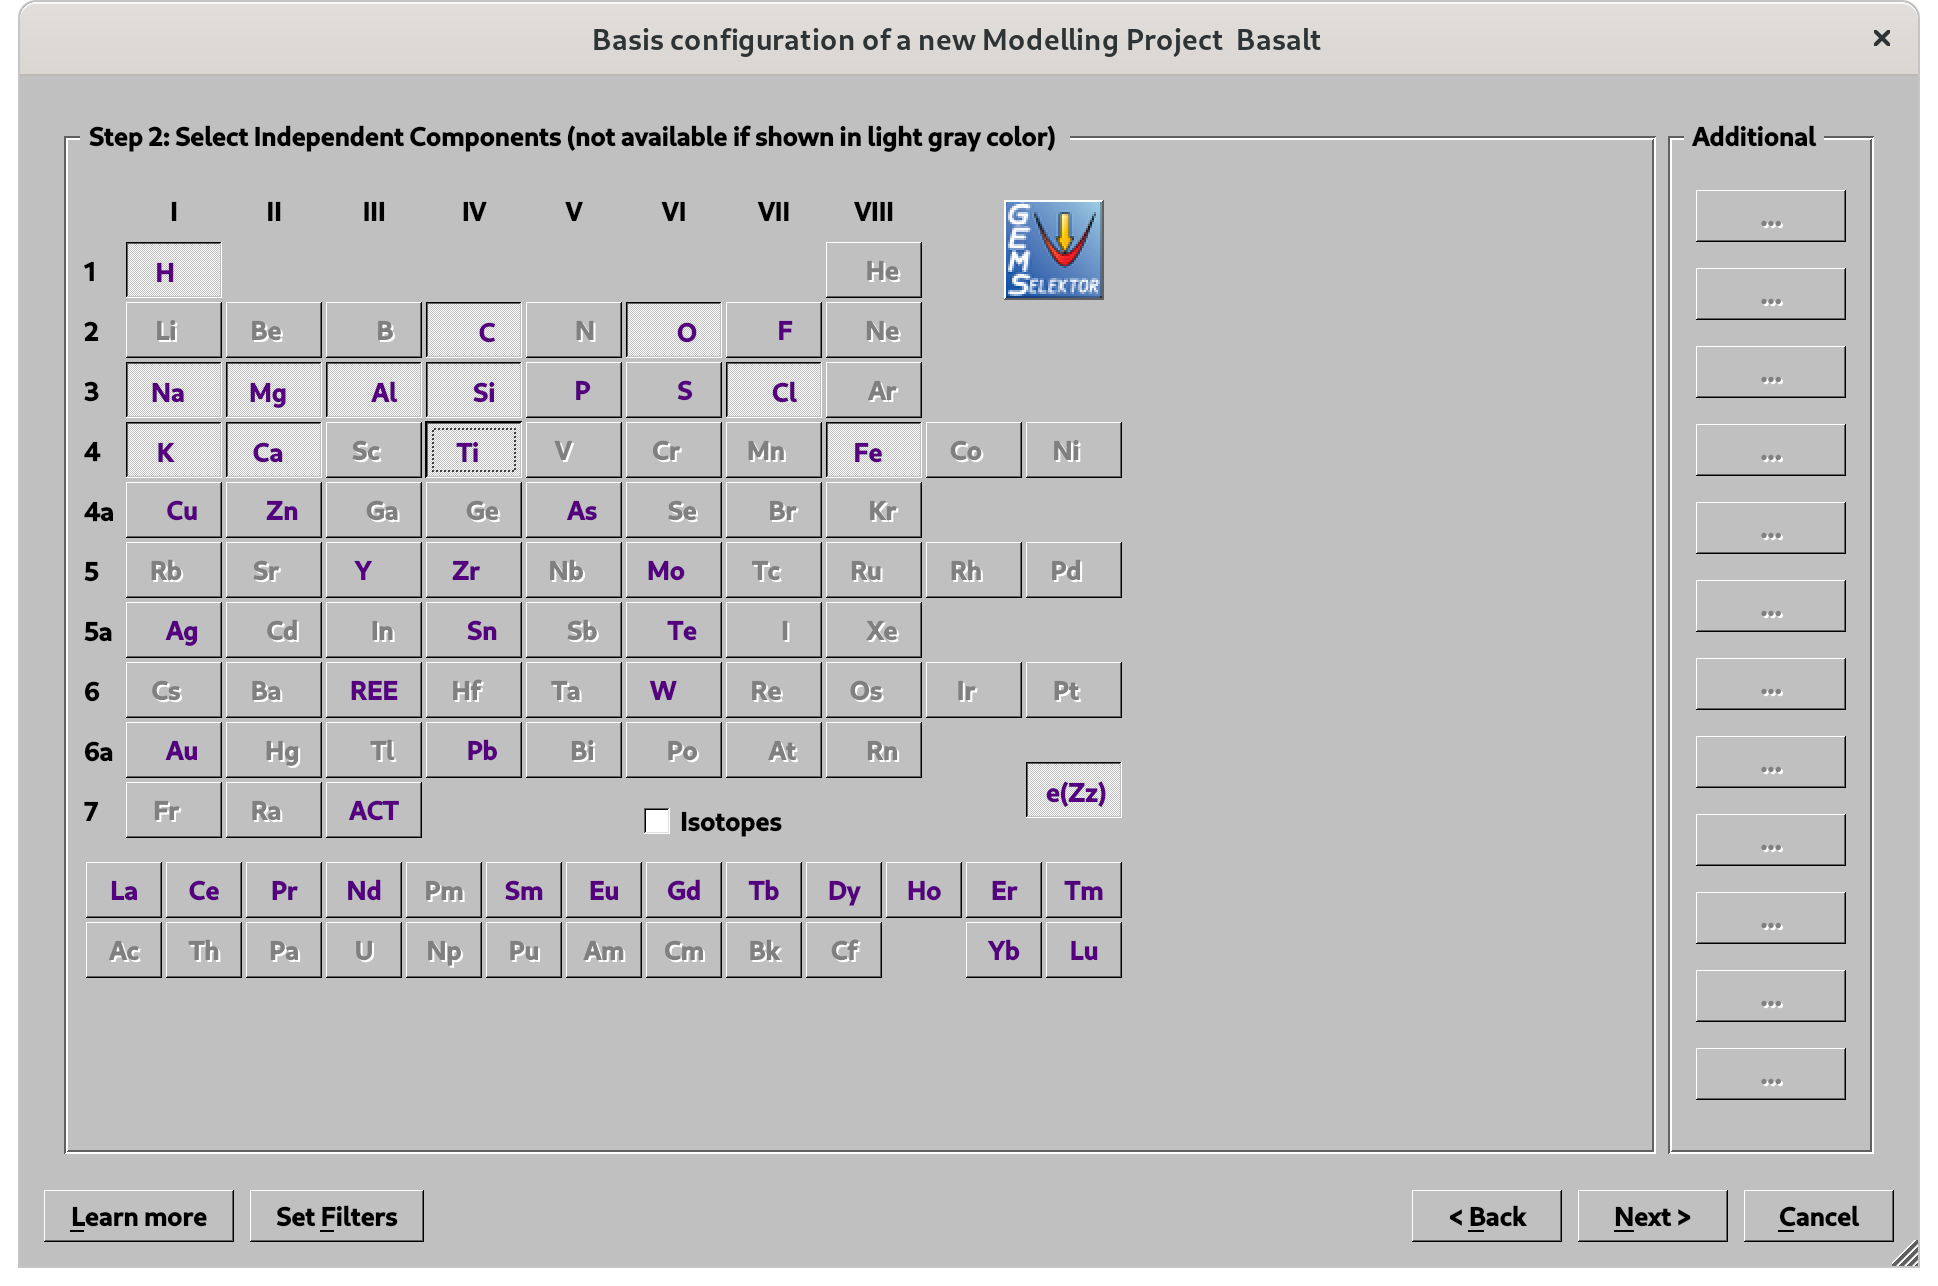 Basis configuration of a new Modelling Project  Basalt
Step 2: Select Independent Components (not available if shown in light gray color)
Additional
I II III IV V VI VII VIII
GEMS
SELEKTOR
1 H He
2 Li Be B C N O F Ne
3 Na Mg Al Si P S Cl Ar
4 K Ca Sc Ti V Cr Mn Fe Co Ni
4a Cu Zn Ga Ge As Se Br Kr
5 Rb Sr Y Zr Nb Mo Tc Ru Rh Pd
5a Ag Cd In Sn Sb Te I Xe
6 Cs Ba REE Hf Ta W Re Os Ir Pt
6a Au Hg Tl Pb Bi Po At Rn
e(Zz)
7 Fr Ra ACT
Isotopes
La Ce Pr Nd Pm Sm Eu Gd Tb Dy Ho Er Tm
Ac Th Pa U Np Pu Am Cm Bk Cf Yb Lu
...
...
...
...
...
...
...
...
...
...
...
...
Learn more Set Filters < Back Next > Cancel